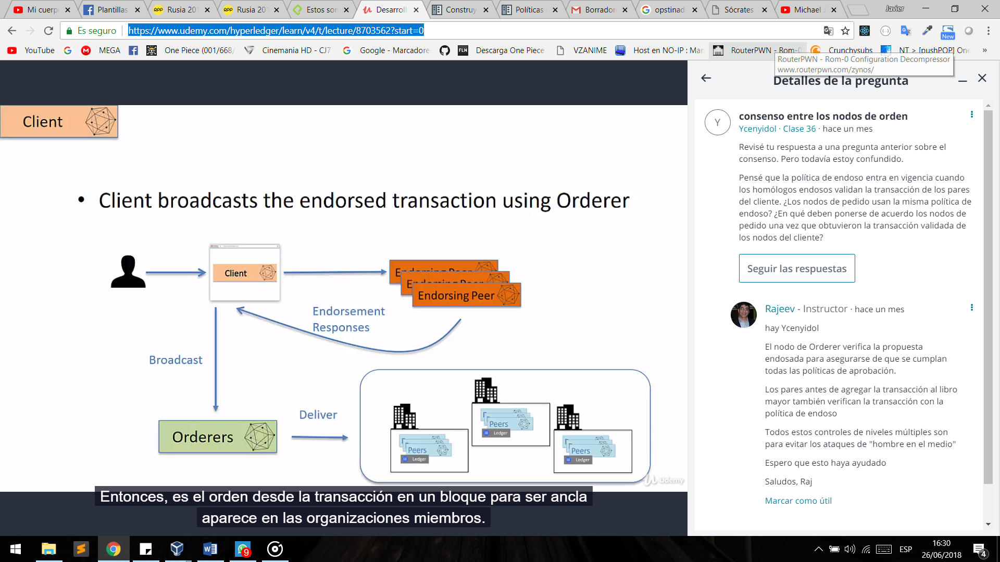 Mi cuerp
Plantillas
Rusia 201
Rusia 201
Estos son
Desarroll
Construy
Políticas
Borrador
opstinad
Sócrates
Michael J
Javier
Es seguro
https://www.udemy.com/hyperledger/learn/v4/t/lecture/8703562?start=0
New
YouTube
MEGA
One Piece (001/668/
Cinemania HD - CJ7
Google - Marcadore
FLN
Descarga One Piece
VZANIME
Host en NO-IP : Man
RouterPWN - Rom-0
Crunchysubs
NT > [pushPOP] One
»
RouterPWN - Rom-0 Configuration Decompressor
www.routerpwn.com/zynos/
Client
• Client broadcasts the endorsed transaction using Orderer
Client
Endorsing Peer
Endorsing Peer
Endorsing Peer
Endorsement
Responses
Broadcast
Orderers
Deliver
Peers
Ledger
Peers
Ledger
Peers
Ledger
Udemy
Entonces, es el orden desde la transacción en un bloque para ser ancla
aparece en las organizaciones miembros.
Detalles de la pregunta
Y
consenso entre los nodos de orden
Ycenyidol · Clase 36 · hace un mes
Revisé tu respuesta a una pregunta anterior sobre el
consenso. Pero todavía estoy confundido.
Pensé que la política de endoso entra en vigencia cuando
los homólogos endosos validan la transacción de los pares
del cliente. ¿Los nodos de pedido usan la misma política de
endoso? ¿En qué deben ponerse de acuerdo los nodos de
pedido una vez que obtuvieron la transacción validada de
los nodos del cliente?
Seguir las respuestas
Rajeev - Instructor · hace un mes
hay Ycenyidol
El nodo de Orderer verifica la propuesta
endosada para asegurarse de que se cumplan
todas las políticas de aprobación.
Los pares antes de agregar la transacción al libro
mayor también verifican la transacción con la
política de endoso
Todos estos controles de niveles múltiples son
para evitar los ataques de "hombre en el medio"
Espero que esto haya ayudado
Saludos, Raj
Marcar como útil
9
ESP
16:30
26/06/2018
4